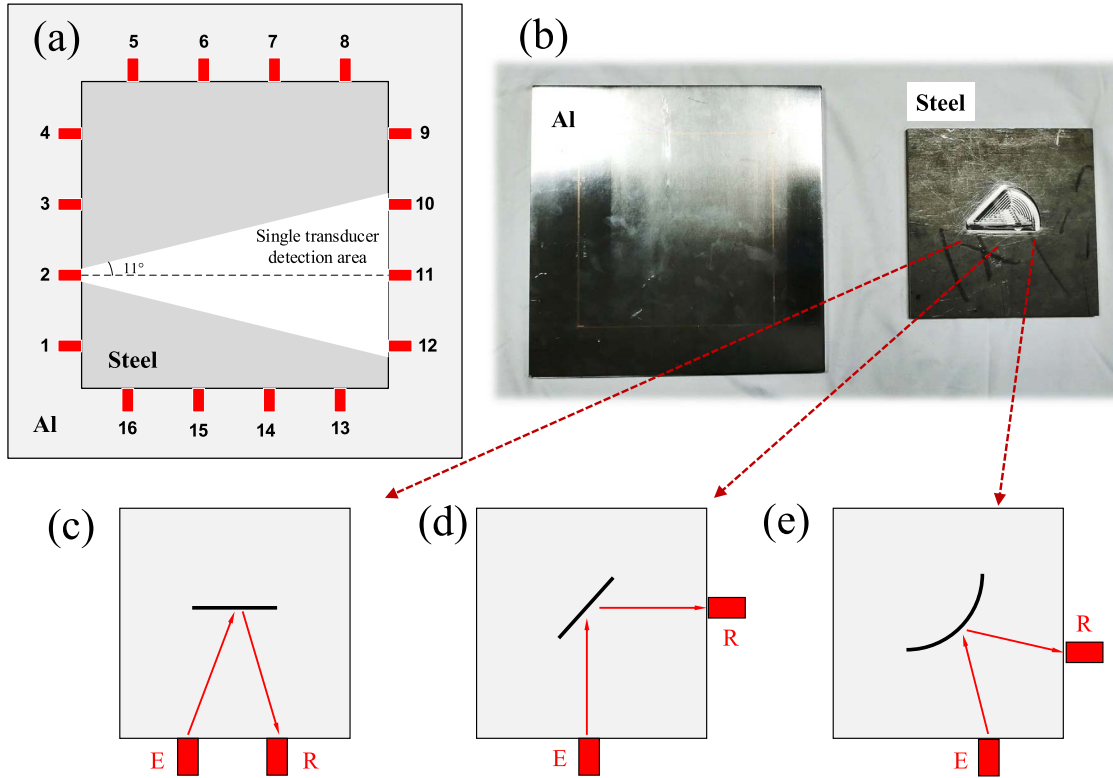 (a)
5 6 7 8
4 9
3 10
Single transducer
detection area
11°
2 11
1 12
Steel
Al
16 15 14 13
(b)
Al
Steel
(c)
E R
(d)
R
E
(e)
R
E